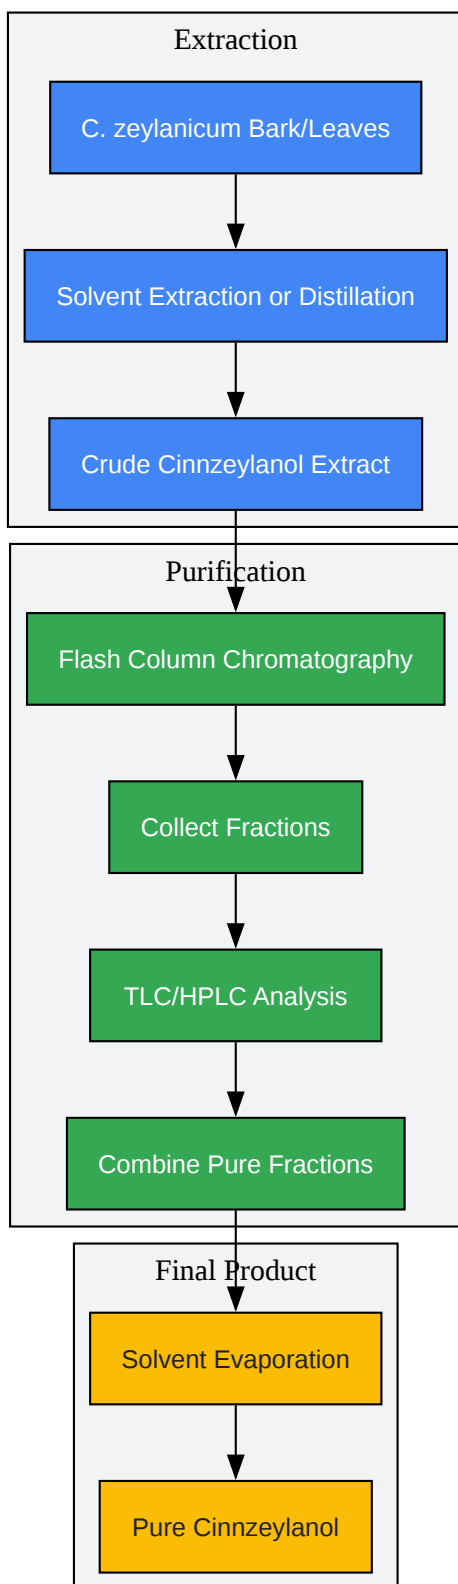 Extraction
C. zeylanicum Bark/Leaves
Solvent Extraction or Distillation
Crude Cinnzeylanol Extract
Purification
Flash Column Chromatography
Collect Fractions
TLC/HPLC Analysis
Combine Pure Fractions
Final Product
Solvent Evaporation
Pure Cinnzeylanol